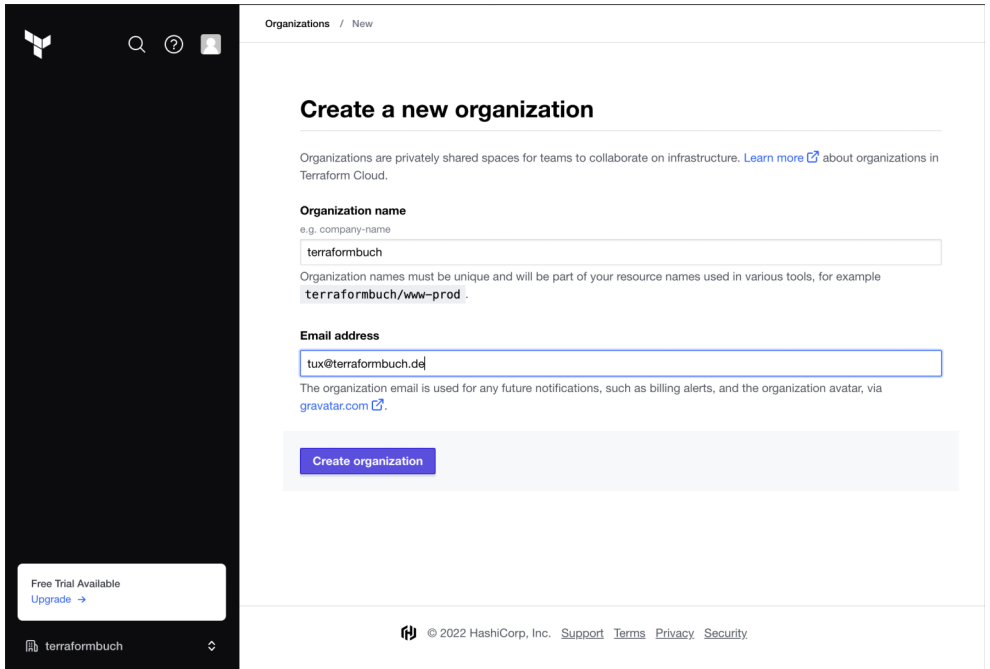 Organizations / New
Create a new organization
Organizations are privately shared spaces for teams to collaborate on infrastructure. Learn more about organizations in
Terraform Cloud.
Organization name
e.g. company-name
terraformbuch
Organization names must be unique and will be part of your resource names used in various tools, for example
terraformbuch/www-prod .
Email address
tux@terraformbuch.de
The organization email is used for any future notifications, such as billing alerts, and the organization avatar, via
gravatar.com.
Create organization
Free Trial Available
Upgrade →
terraformbuch
© 2022 HashiCorp, Inc. Support Terms Privacy Security